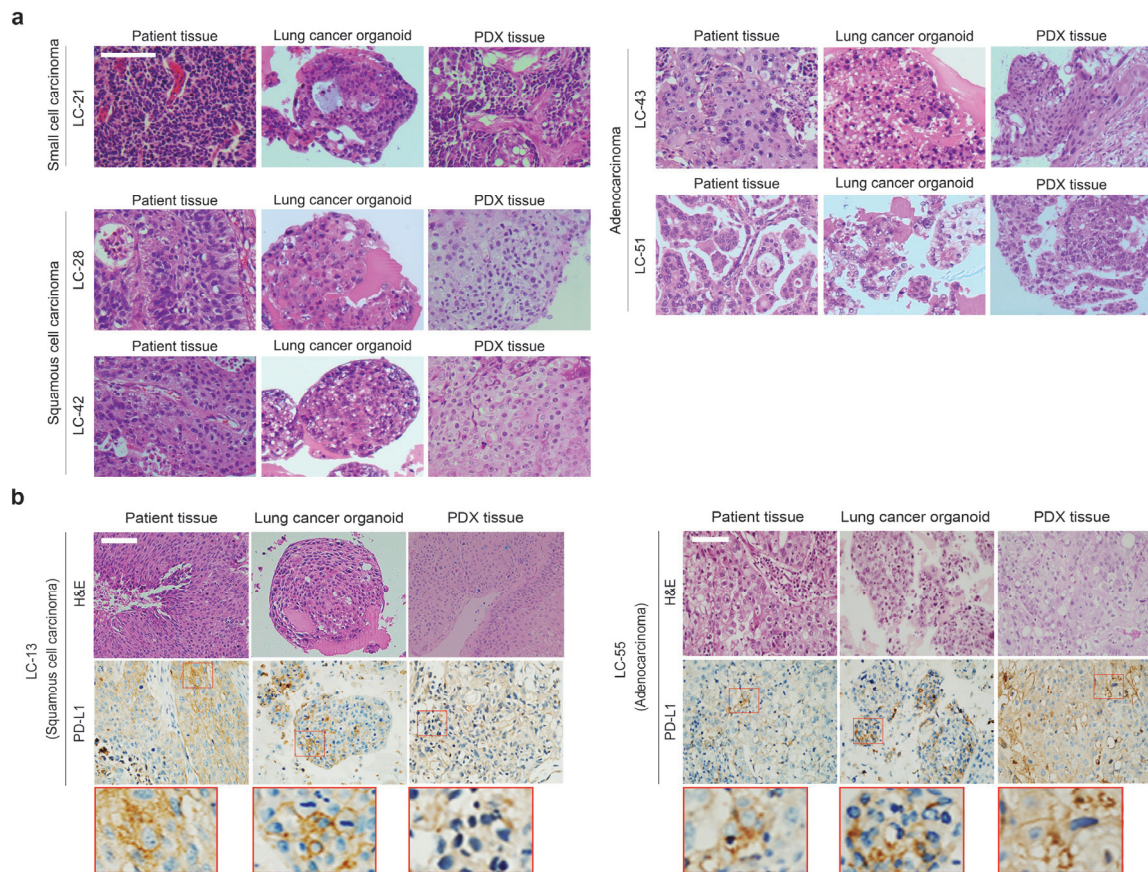 a
Small cell carcinoma
LC-21
Patient tissue
Lung cancer organoid
PDX tissue
Squamous cell carcinoma
LC-28
Patient tissue
Lung cancer organoid
PDX tissue
LC-42
Patient tissue
Lung cancer organoid
PDX tissue
Adenocarcinoma
LC-43
Patient tissue
Lung cancer organoid
PDX tissue
LC-51
Patient tissue
Lung cancer organoid
PDX tissue
b
LC-13
(Squamous cell carcinoma)
Patient tissue
Lung cancer organoid
PDX tissue
H&E
PD-L1
LC-55
(Adenocarcinoma)
Patient tissue
Lung cancer organoid
PDX tissue
H&E
PD-L1